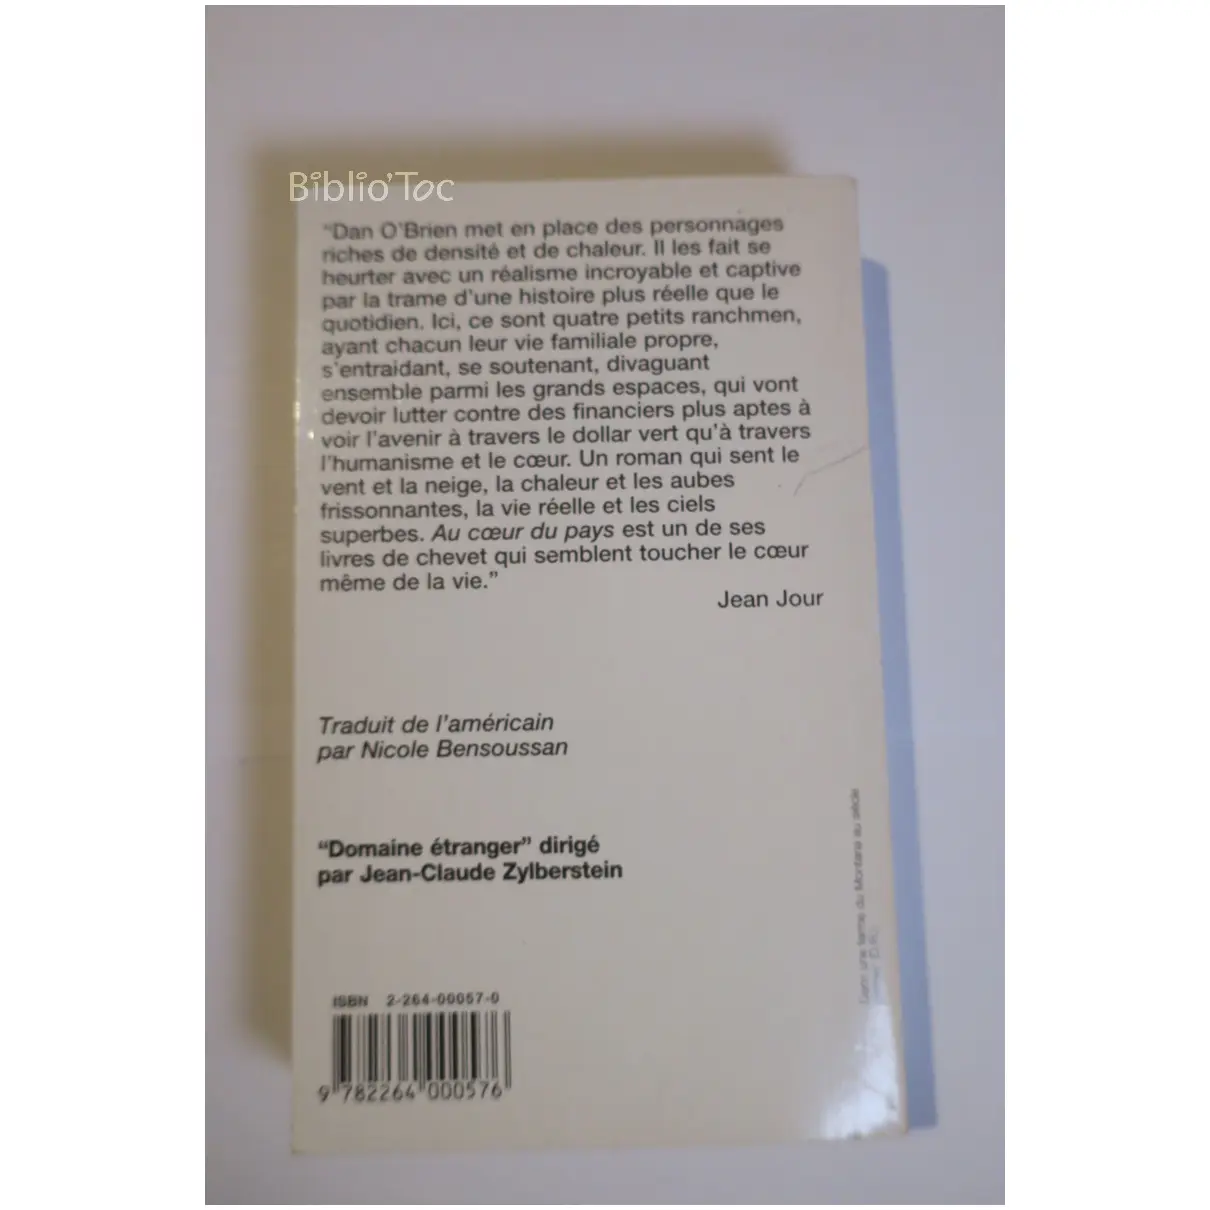 Biblio'Toc
“Dan O'Brien met en place des personnages
riches de densité et de chaleur. Il les fait se
heurter avec un réalisme incroyable et captive
par la trame d'une histoire plus réelle que le
quotidien. Ici, ce sont quatre petits ranchmen,
ayant chacun leur vie familiale propre,
s'entraidant, se soutenant, divaguant
ensemble parmi les grands espaces, qui vont
devoir lutter contre des financiers plus aptes à
voir l'avenir à travers le dollar vert qu'à travers
l'humanisme et le cœur. Un roman qui sent le
vent et la neige, la chaleur et les aubes
frissonnantes, la vie réelle et les ciels
superbes. Au cœur du pays est un de ses
livres de chevet qui semblent toucher le cœur
même de la vie.”
Jean Jour
Traduit de l'américain
par Nicole Bensoussan
“Domaine étranger” dirigé
par Jean-Claude Zylberstein
une ferme du Montana au siècle
ISBN 2-264-00057-0
9 782264 000576